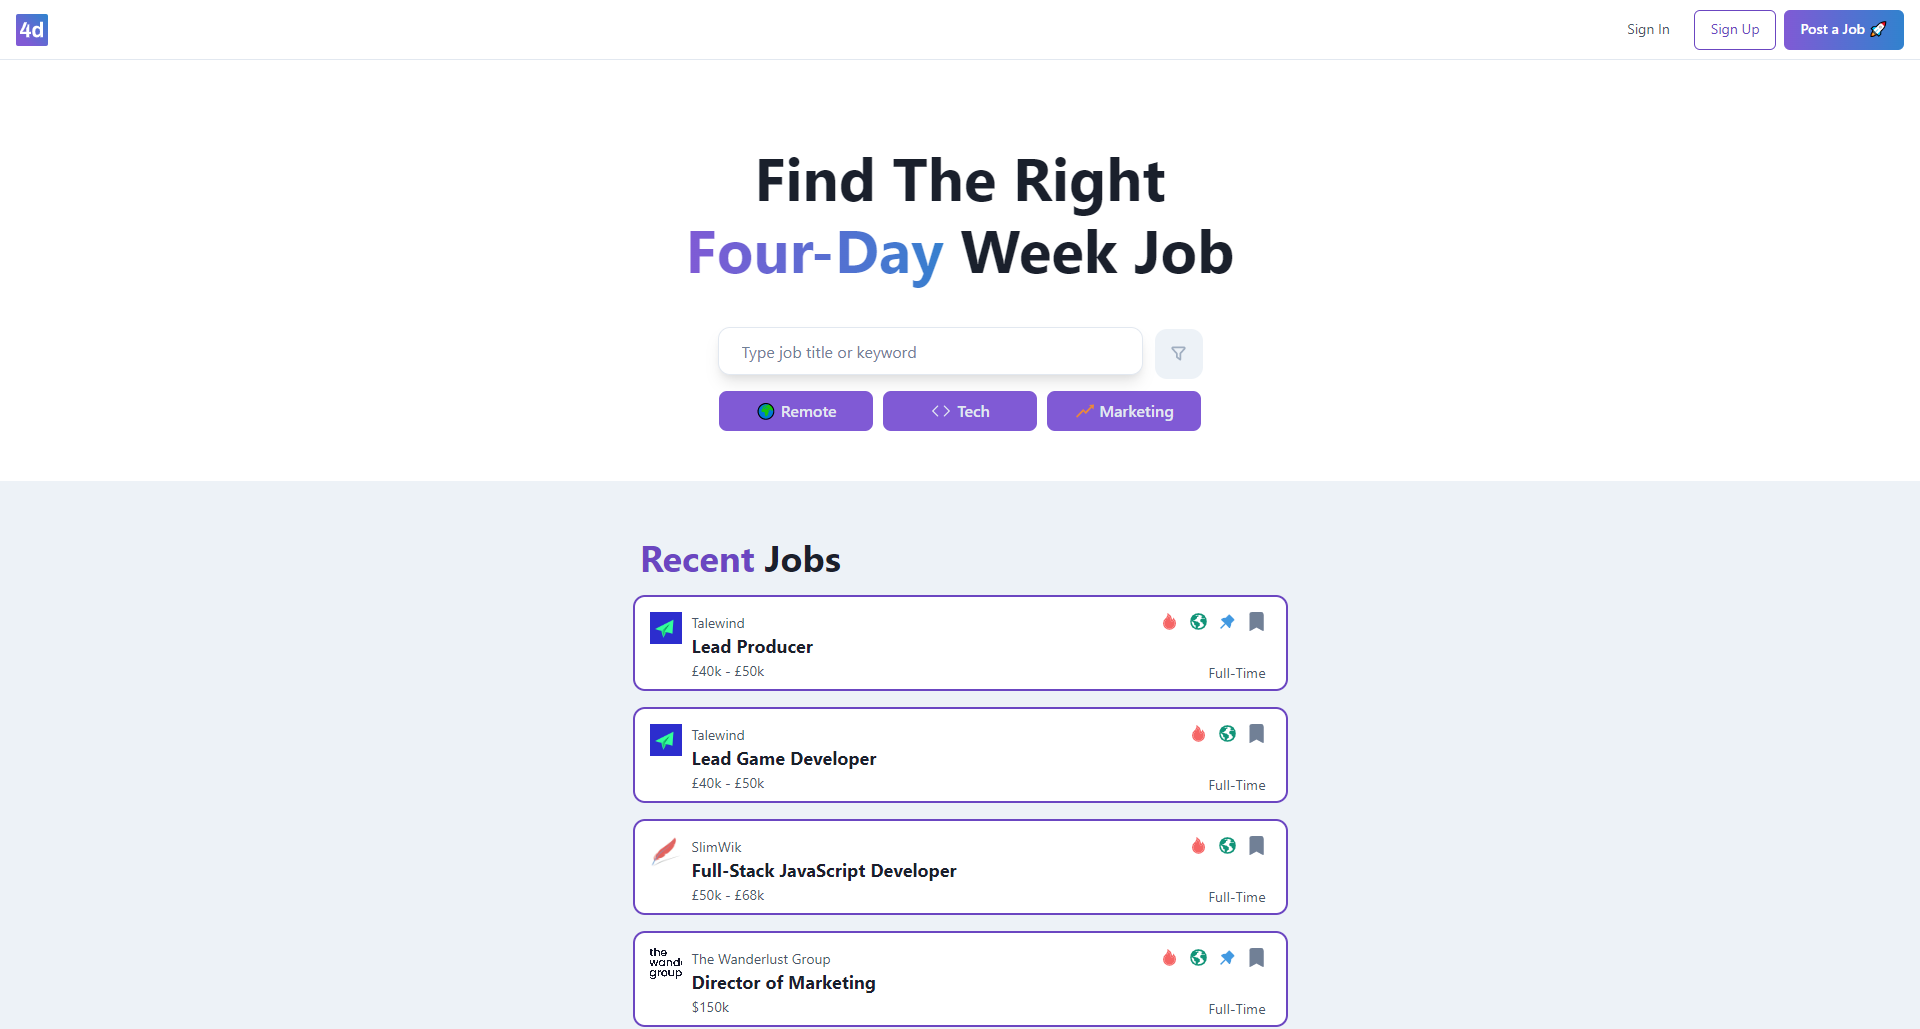 4d
Sign In
Sign Up
Post a Job
Find The Right
Four-Day Week Job
Type job title or keyword
Remote
Tech
Marketing
Recent Jobs
Talewind
Lead Producer
£40k - £50k
Full-Time
Talewind
Lead Game Developer
£40k - £50k
Full-Time
SlimWik
Full-Stack JavaScript Developer
£50k - £68k
Full-Time
the
wand
group
The Wanderlust Group
Director of Marketing
$150k
Full-Time